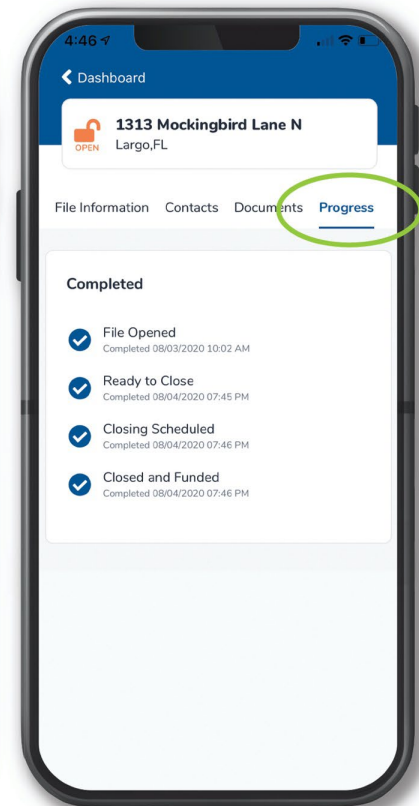 4:46
Dashboard
OPEN
1313 Mockingbird Lane N
Largo,FL
File Information Contacts Documents Progress
Completed
File Opened
Completed 08/03/2020 10:02 AM
Ready to Close
Completed 08/04/2020 07:45 PM
Closing Scheduled
Completed 08/04/2020 07:46 PM
Closed and Funded
Completed 08/04/2020 07:46 PM